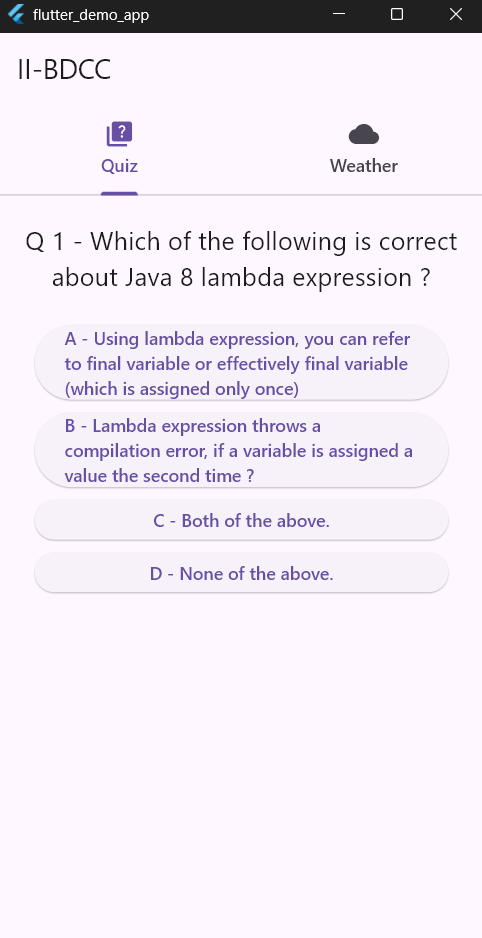 flutter_demo_app
II-BDCC
?
Quiz
Weather
Q 1 - Which of the following is correct
about Java 8 lambda expression ?
A - Using lambda expression, you can refer
to final variable or effectively final variable
(which is assigned only once)
B - Lambda expression throws a
compilation error, if a variable is assigned a
value the second time ?
C - Both of the above.
D - None of the above.